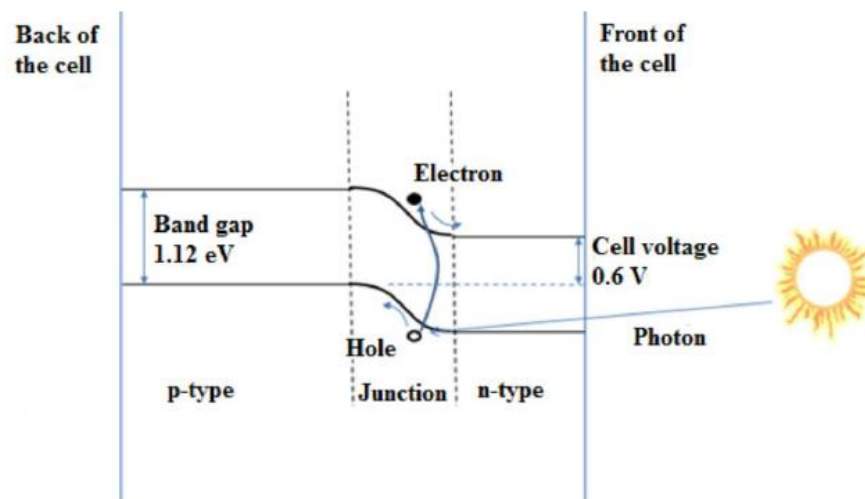 Back of
the cell
Front of
the cell
Electron
Band gap
1.12 eV
Cell voltage
0.6 V
Hole
Photon
p-type
Junction
n-type